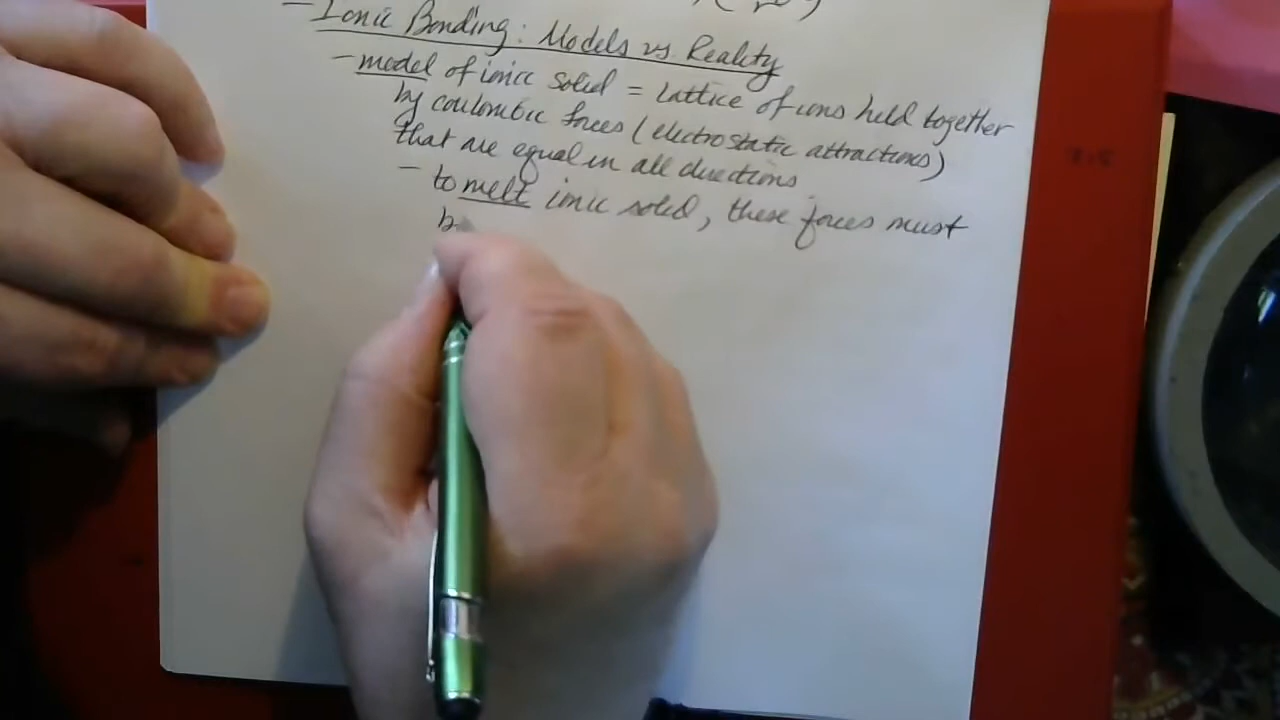 - Ionic Bonding: Models vs Reality
- model of ionic solid = lattice of ions held together
by coulombic forces (electrostatic attractions)
that are equal in all directions
- to melt ionic solid, these forces must
b